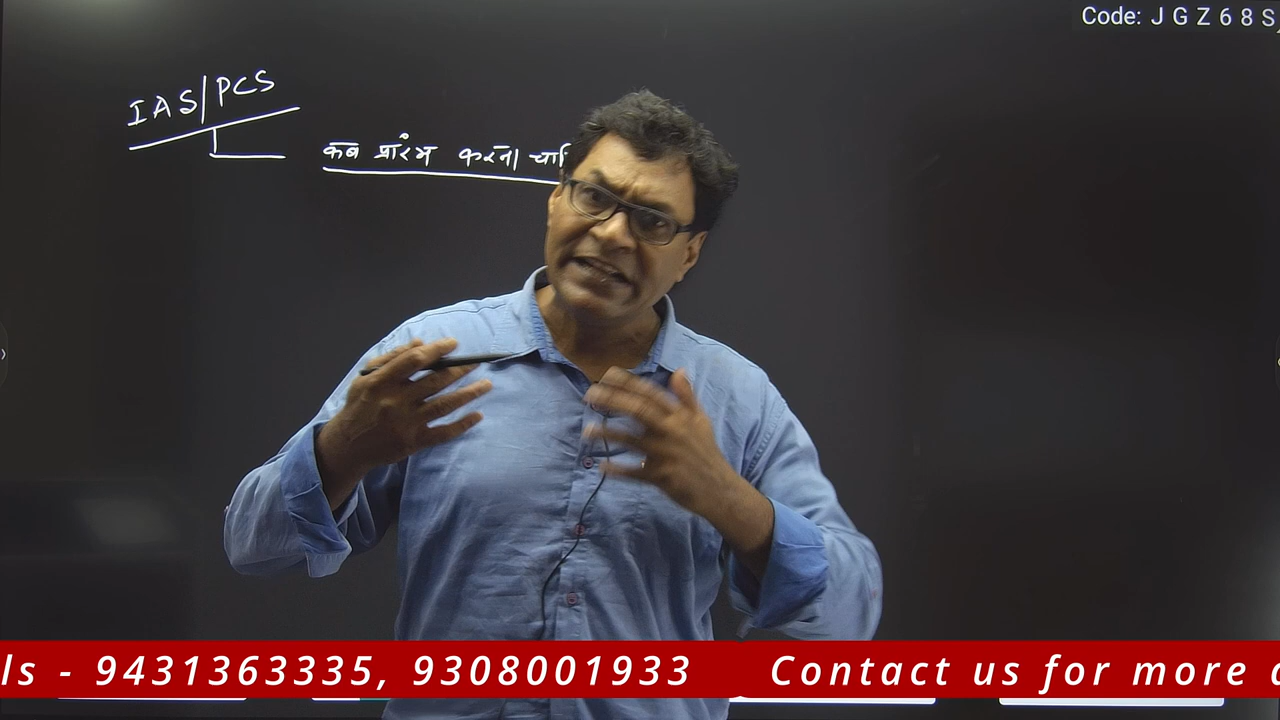 Code: J G Z 6 8 S
IAS/PCS
कब प्रारंभ करना
ls - 9431363335, 9308001933 Contact us for more